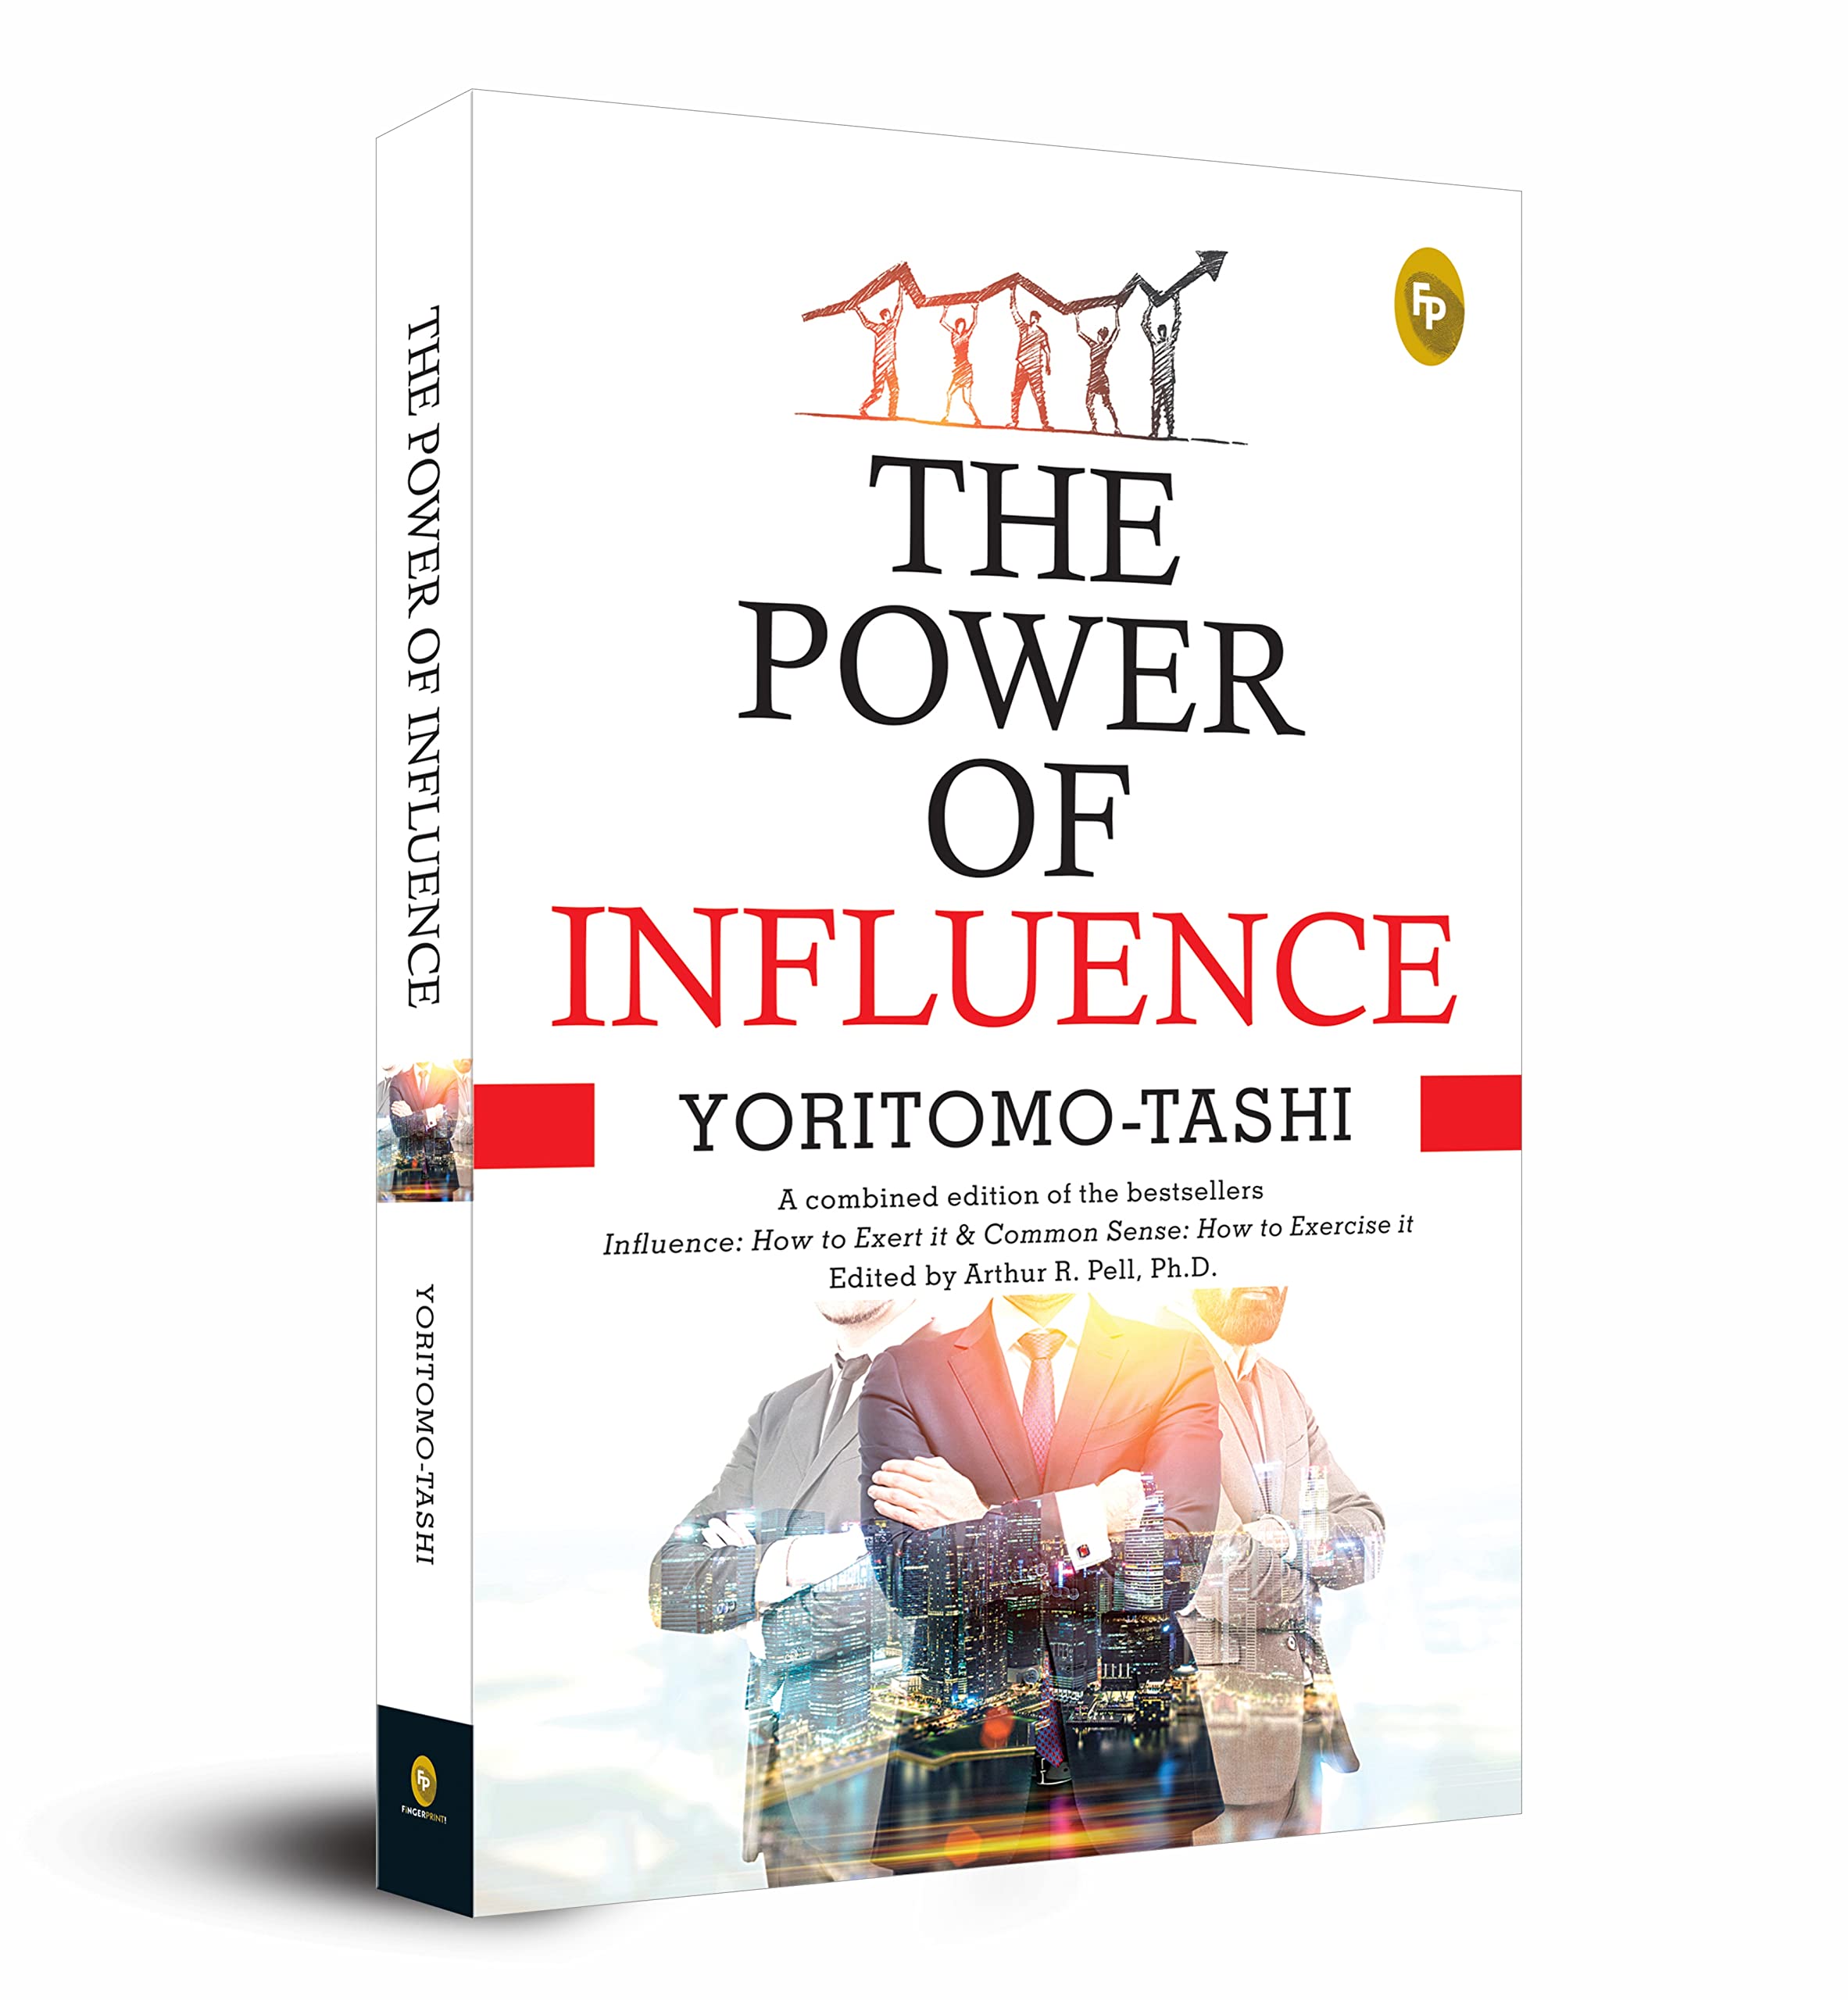 THE POWER OF INFLUENCE
YORITOMO-TASHI
FP
FINGERPRINT!
FP
THE
POWER
OF
INFLUENCE
YORITOMO-TASHI
A combined edition of the bestsellers
Influence: How to Exert it & Common Sense: How to Exercise it
Edited by Arthur R. Pell, Ph.D.